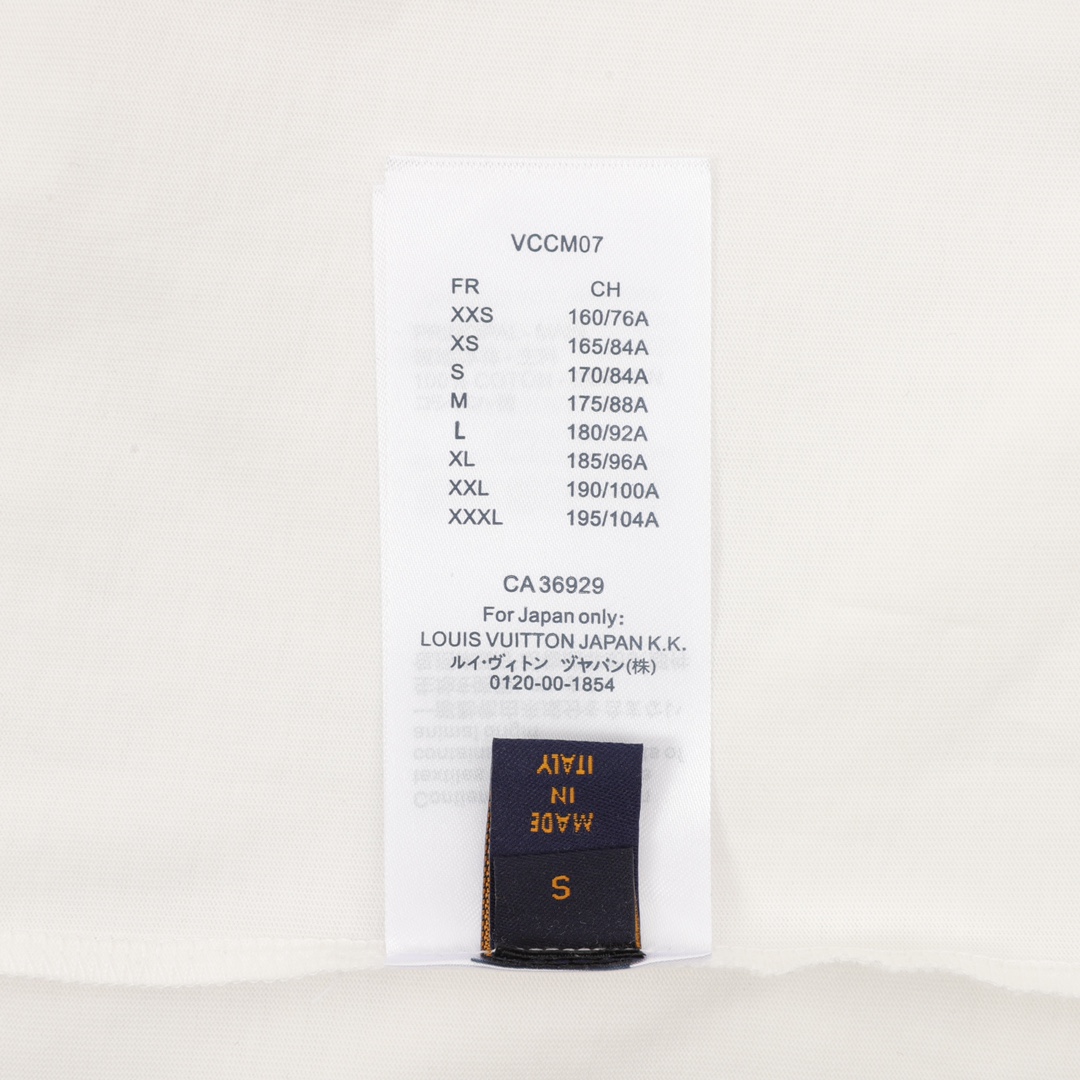 VCCM07
FR CH
XXS 160/76A
XS 165/84A
S 170/84A
M 175/88A
L 180/92A
XL 185/96A
XXL 190/100A
XXXL 195/104A
CA 36929
For Japan only:
LOUIS VUITTON JAPAN K.K.
ルイ・ヴィトン ヅヤパン(株)
0120-00-1854
MADE
IN
ITALY
S